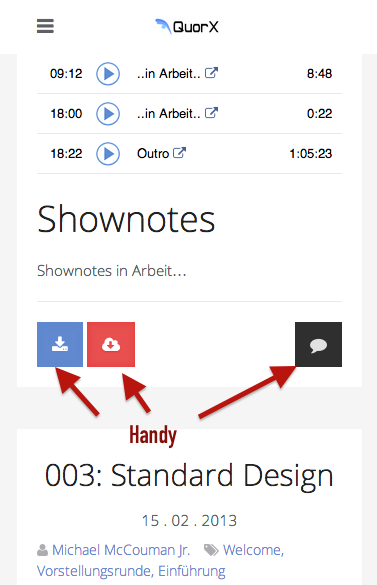 QuorX
09:12 ..in Arbeit.. 8:48
18:00 ..in Arbeit.. 0:22
18:22 Outro 1:05:23
Shownotes
Shownotes in Arbeit...
Handy
003: Standard Design
15 . 02 . 2013
Michael McCouman Jr. Welcome,
Vorstellungsrunde, Einführung